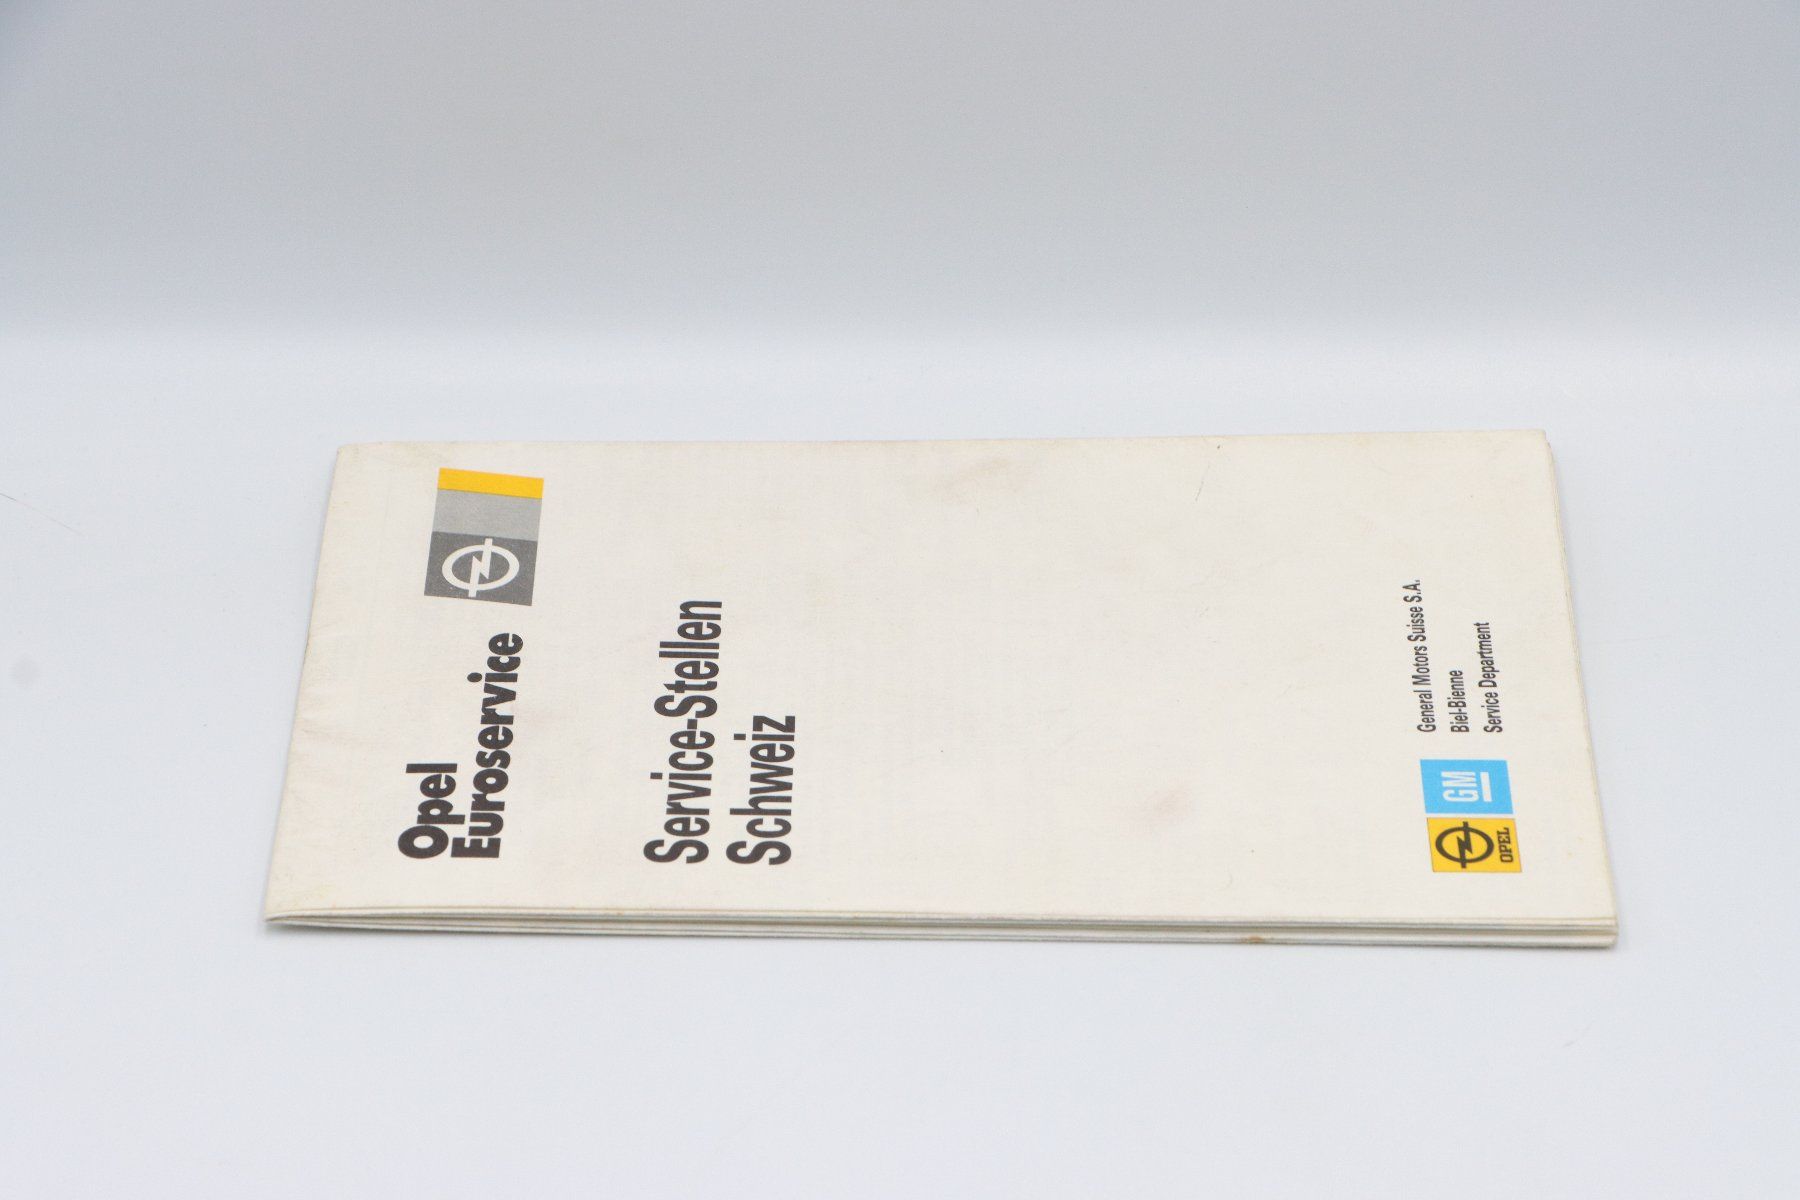 Opel
Euroservice
Service-Stellen
Schweiz
General Motors Suisse S.A.
Biel-Bienne
Service Department
OPEL
GM